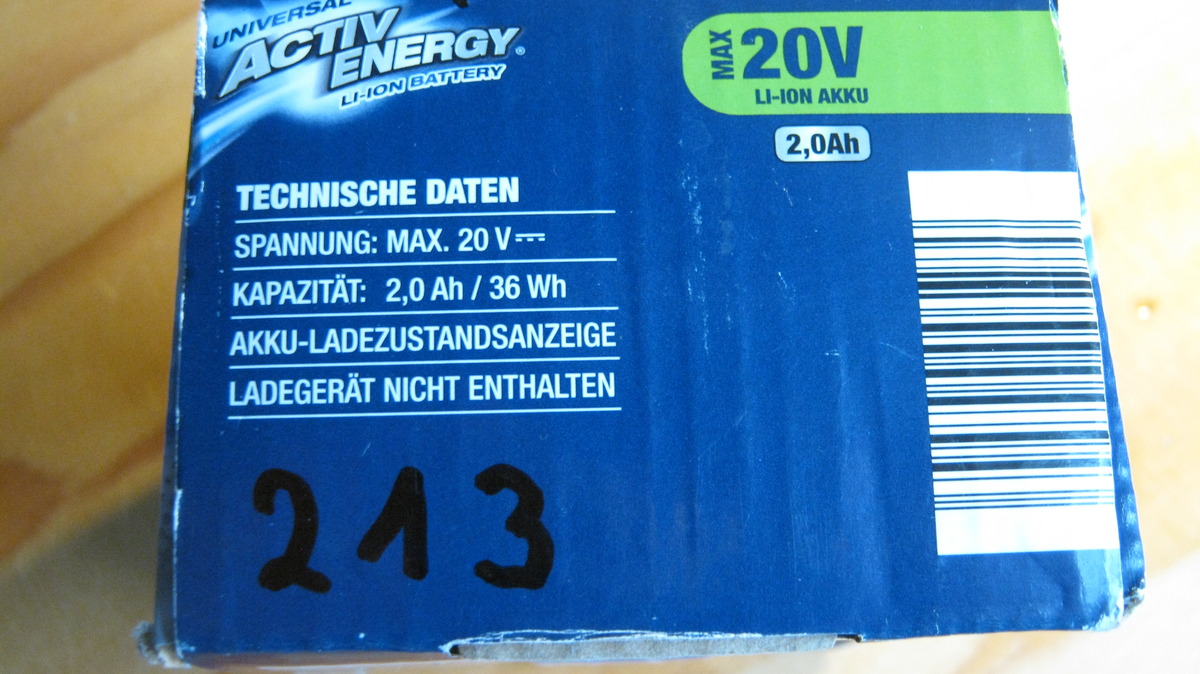 UNIVERSAL
ACTIV
ENERGY®
LI-ION BATTERY
MAX 20V
LI-ION AKKU
2,0Ah
TECHNISCHE DATEN
SPANNUNG: MAX. 20 V
KAPAZITÄT: 2,0 Ah / 36 Wh
AKKU-LADEZUSTANDSANZEIGE
LADEGERÄT NICHT ENTHALTEN
213